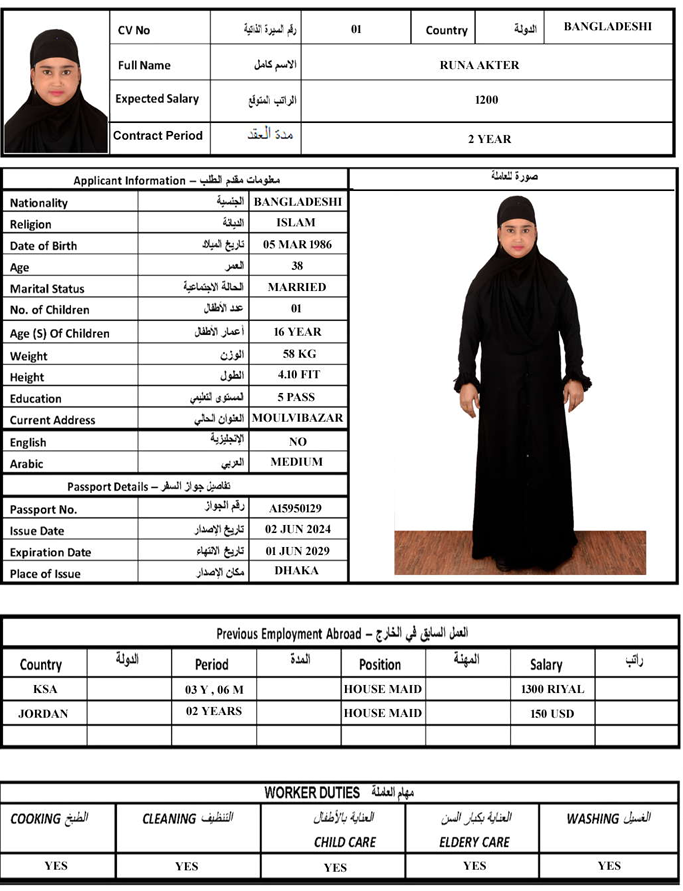 CV No رقم السيرة الذاتية 01 Country الدولة BANGLADESHI
Full Name الاسم كامل RUNA AKTER
Expected Salary الراتب المتوقع 1200
Contract Period مدة العقد 2 YEAR
Applicant Information – معلومات مقدم الطلب
صورة للعاملة
Nationality الجنسية BANGLADESHI
Religion الديانة ISLAM
Date of Birth تاريخ الميلاد 05 MAR 1986
Age العمر 38
Marital Status الحالة الاجتماعية MARRIED
No. of Children عدد الأطفال 01
Age (S) Of Children أعمار الأطفال 16 YEAR
Weight الوزن 58 KG
Height الطول 4.10 FIT
Education المستوى لتعليمي 5 PASS
Current Address العنوان الحالي MOULVIBAZAR
English الإنجليزية NO
Arabic العربي MEDIUM
Passport Details – تفاصيل جواز السفر
Passport No. رقم الجواز A15950129
Issue Date تاريخ الإصدار 02 JUN 2024
Expiration Date تاريخ الانتهاء 01 JUN 2029
Place of Issue مكان الإصدار DHAKA
Previous Employment Abroad – العمل السابق في الخارج
Country الدولة Period المدة Position المهنة Salary راتب
KSA 03 Y , 06 M HOUSE MAID 1300 RIYAL
JORDAN 02 YEARS HOUSE MAID 150 USD
WORKER DUTIES مهام العاملة
COOKING الطبخ CLEANING التنظيف العناية بالأطفال العناية بكبار السن WASHING الغسيل
CHILD CARE ELDERY CARE
YES YES YES YES YES